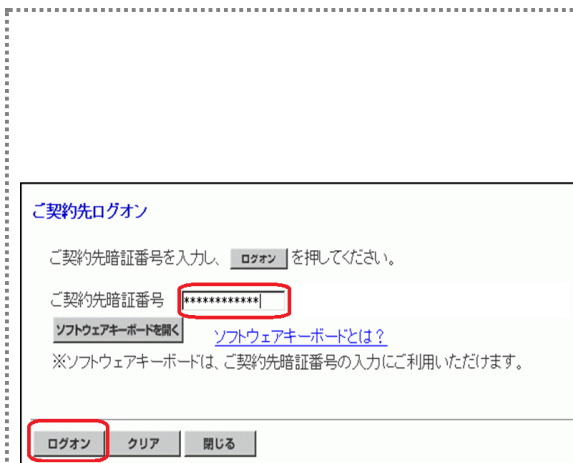 ご契約先ログオン
ご契約先暗証番号を入力し、 ログオン を押してください。
ご契約先暗証番号 ************
ソフトウェアキーボードを開く ソフトウェアキーボードとは？
※ソフトウェアキーボードは、ご契約先暗証番号の入力にご利用いただけます。
ログオン クリア 閉じる